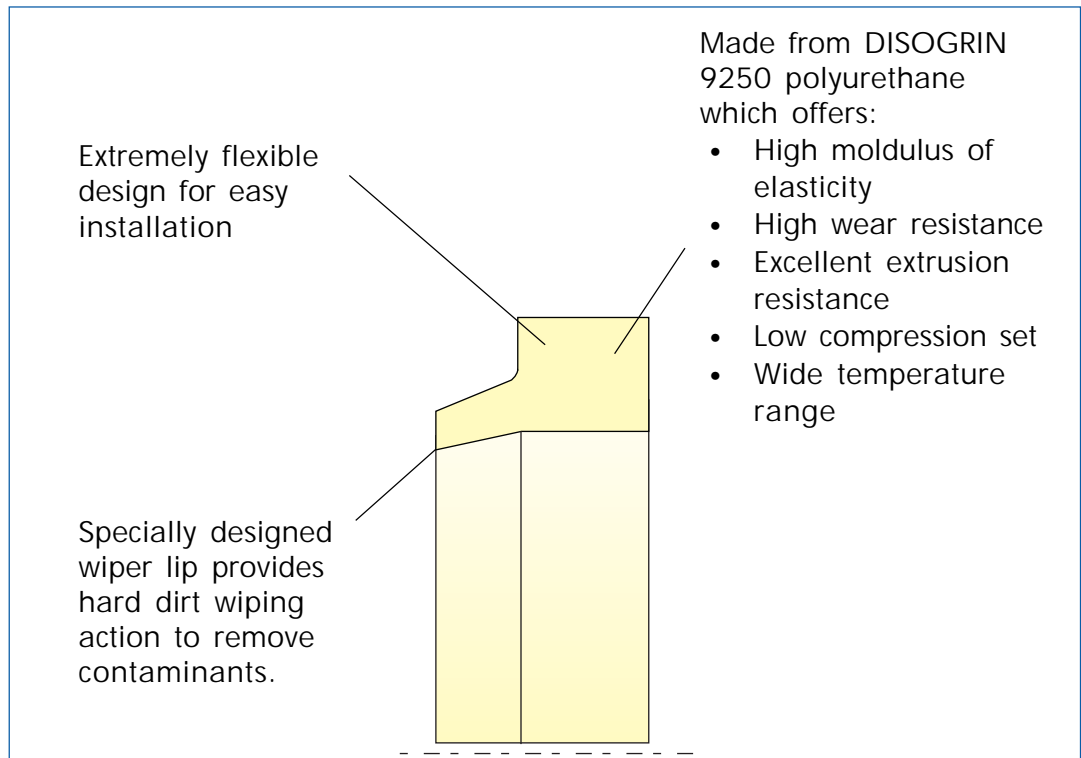 Made from DISOGRIN
9250 polyurethane
which offers:
• High moldulus of
elasticity
• High wear resistance
• Excellent extrusion
resistance
• Low compression set
• Wide temperature
range
Extremely flexible
design for easy
installation
Specially designed
wiper lip provides
hard dirt wiping
action to remove
contaminants.